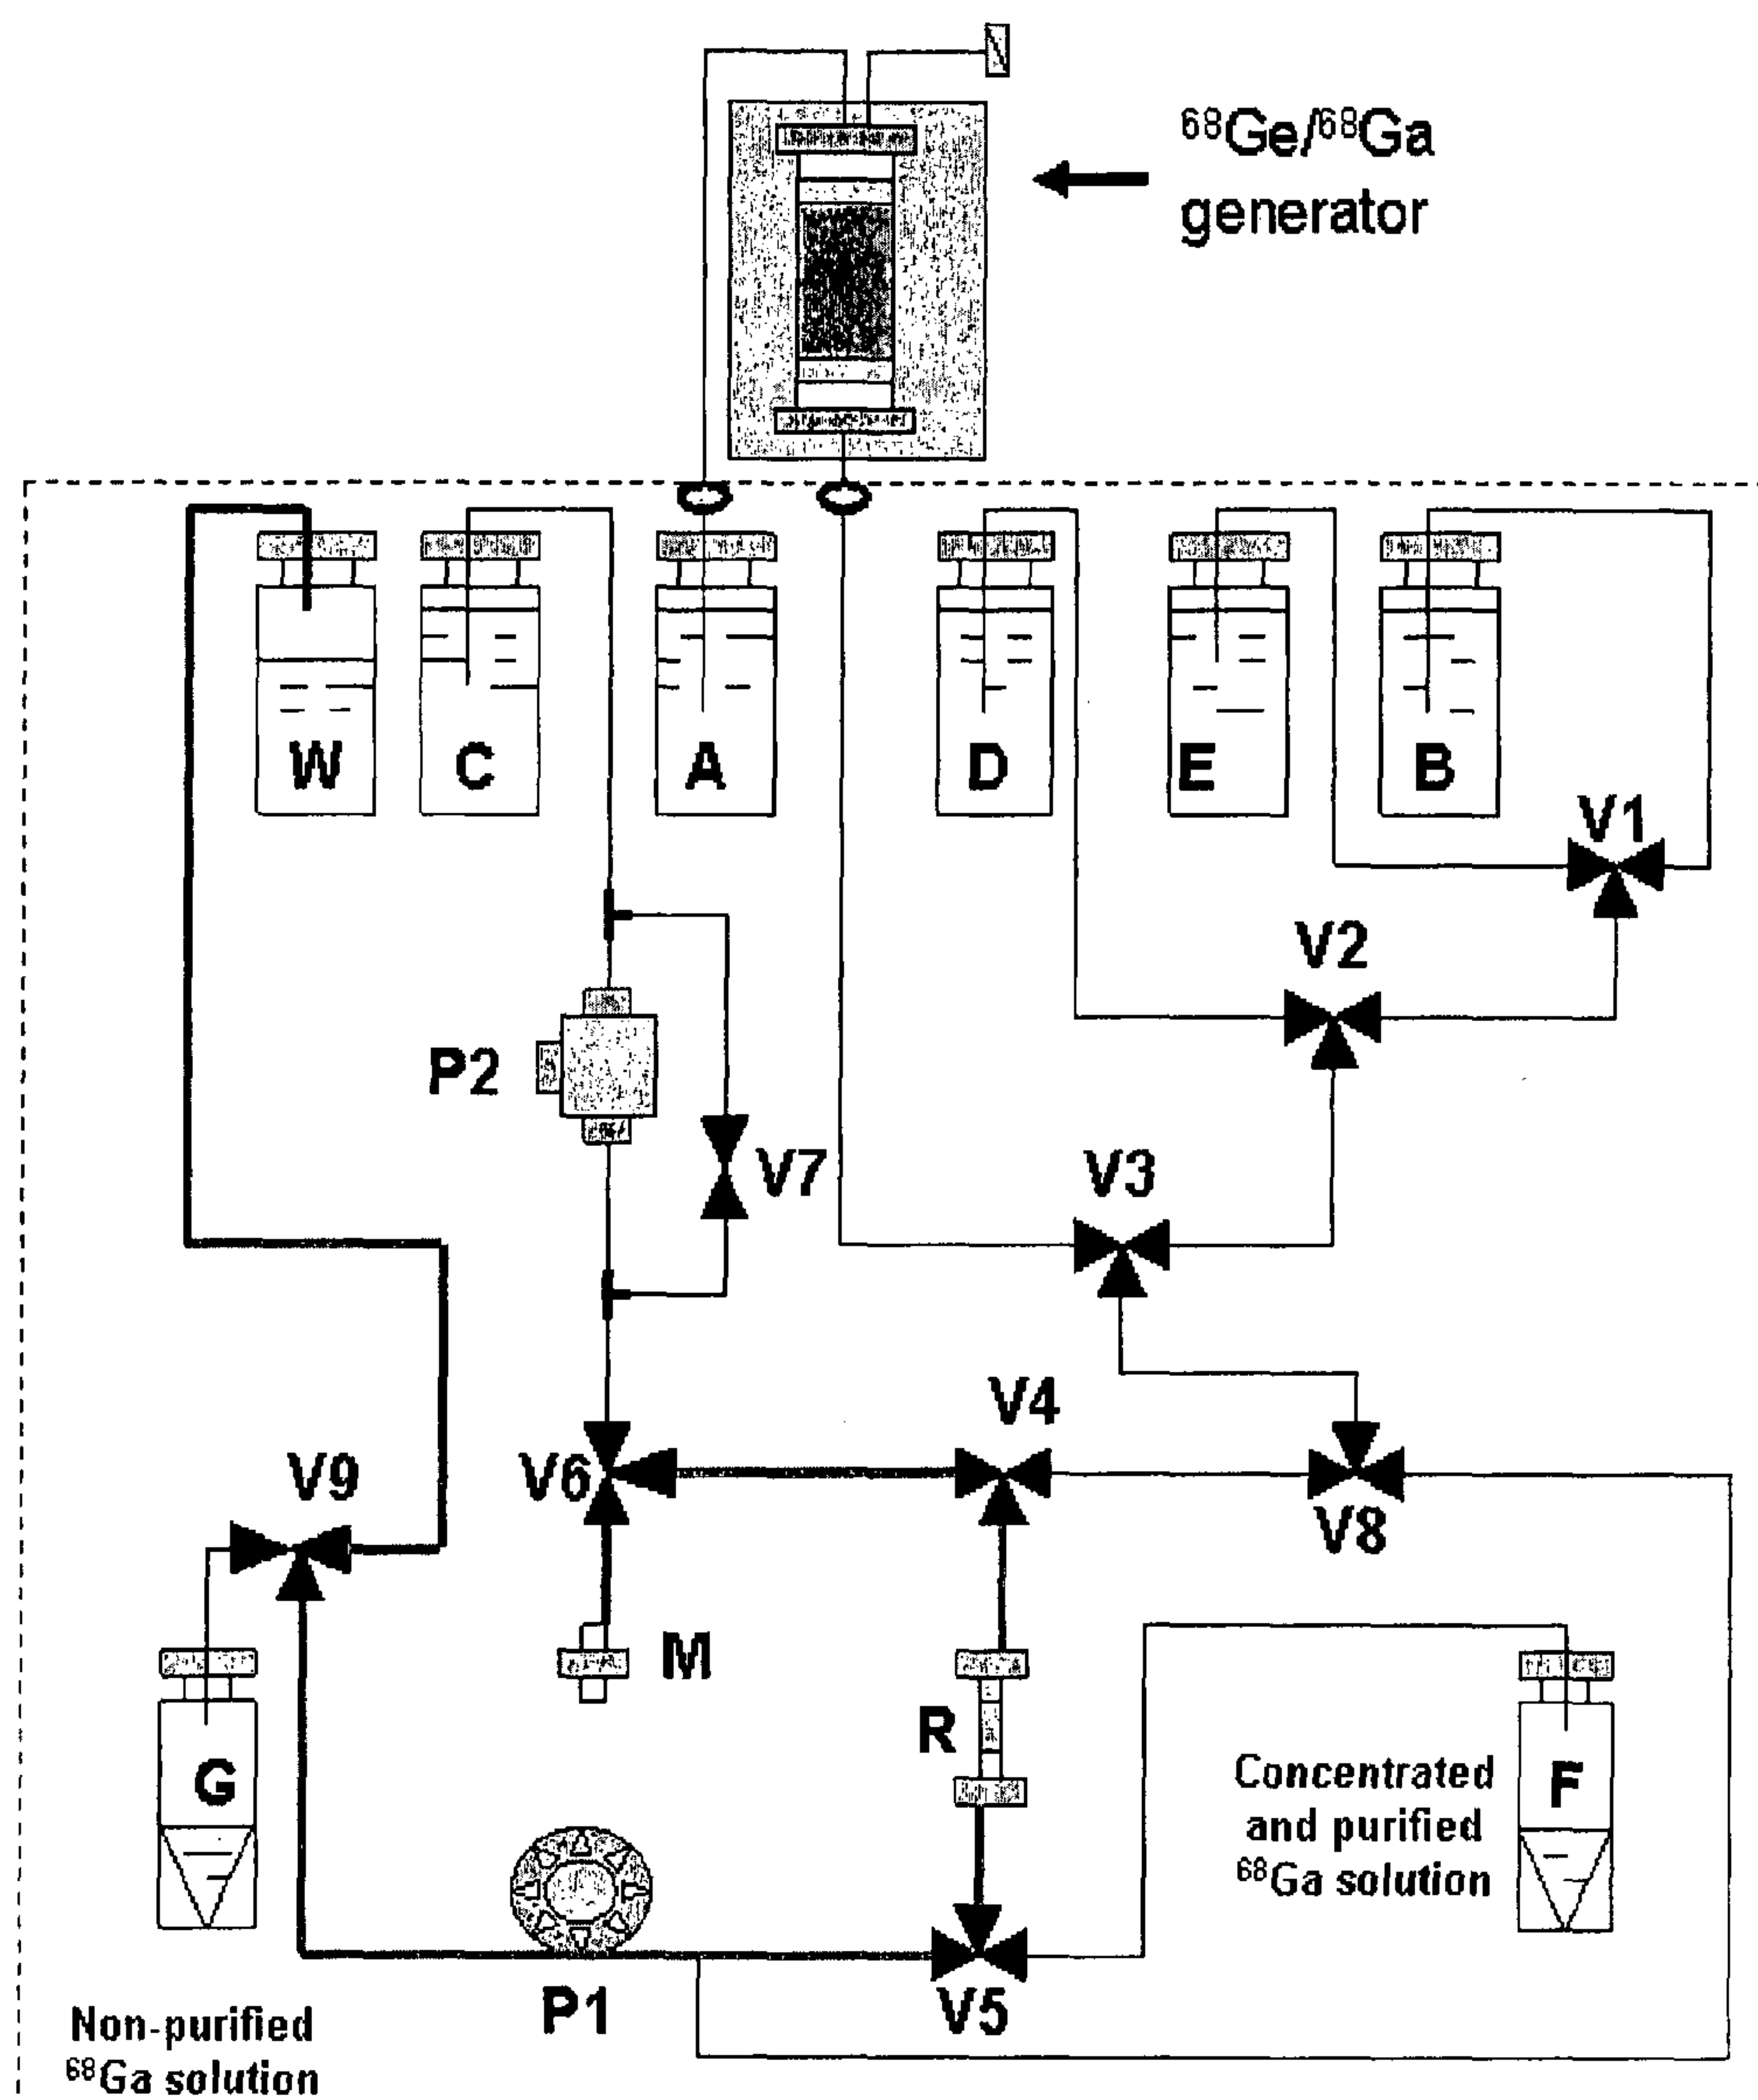 ⁶⁸Ge/⁶⁸Ga
generator
W
C
A
D
E
B
V1
V2
P2
V7
V3
V4
V9
V6
V8
M
R
G
Concentrated
and purified
⁶⁸Ga solution
F
P1
V5
Non-purified
⁶⁸Ga solution